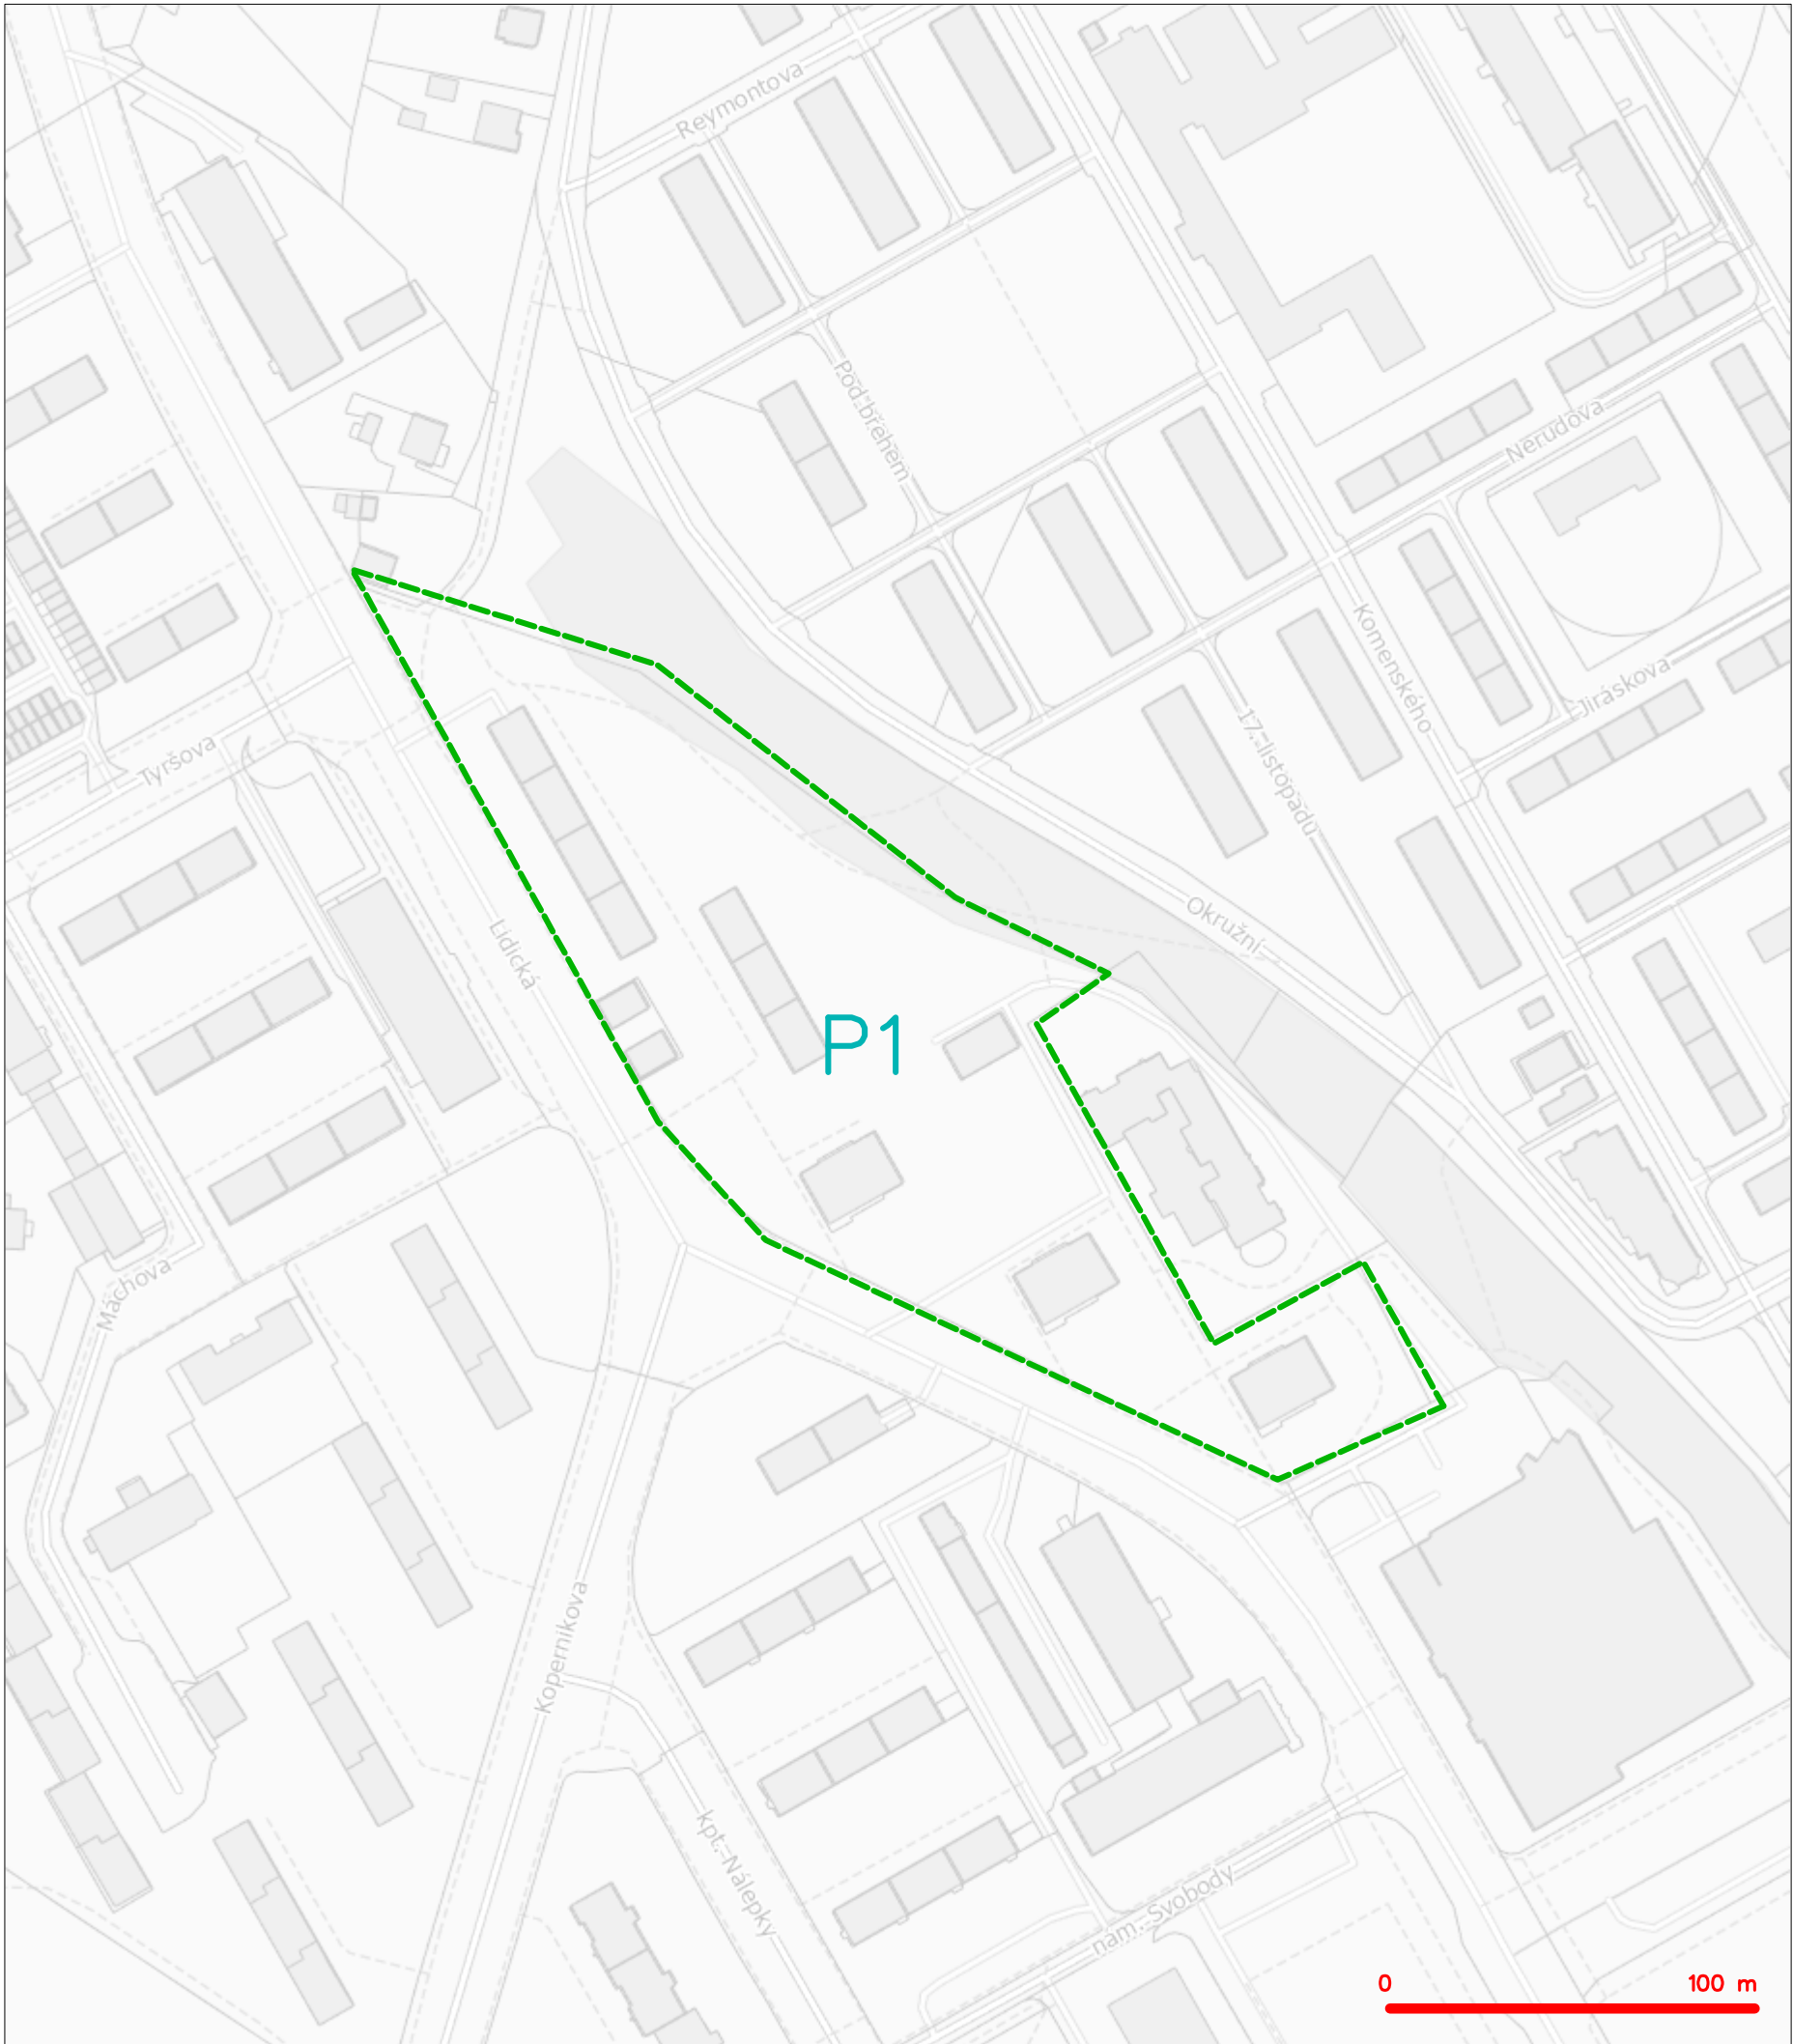 Reymontova
Pod břehem
Nerudova
Komenského
Jiráskova
17. listopadu
Tyršova
Okružní
Lidická
P1
Máchova
Koperníkova
kpt. Nálepky
nám. Svobody
0 100 m